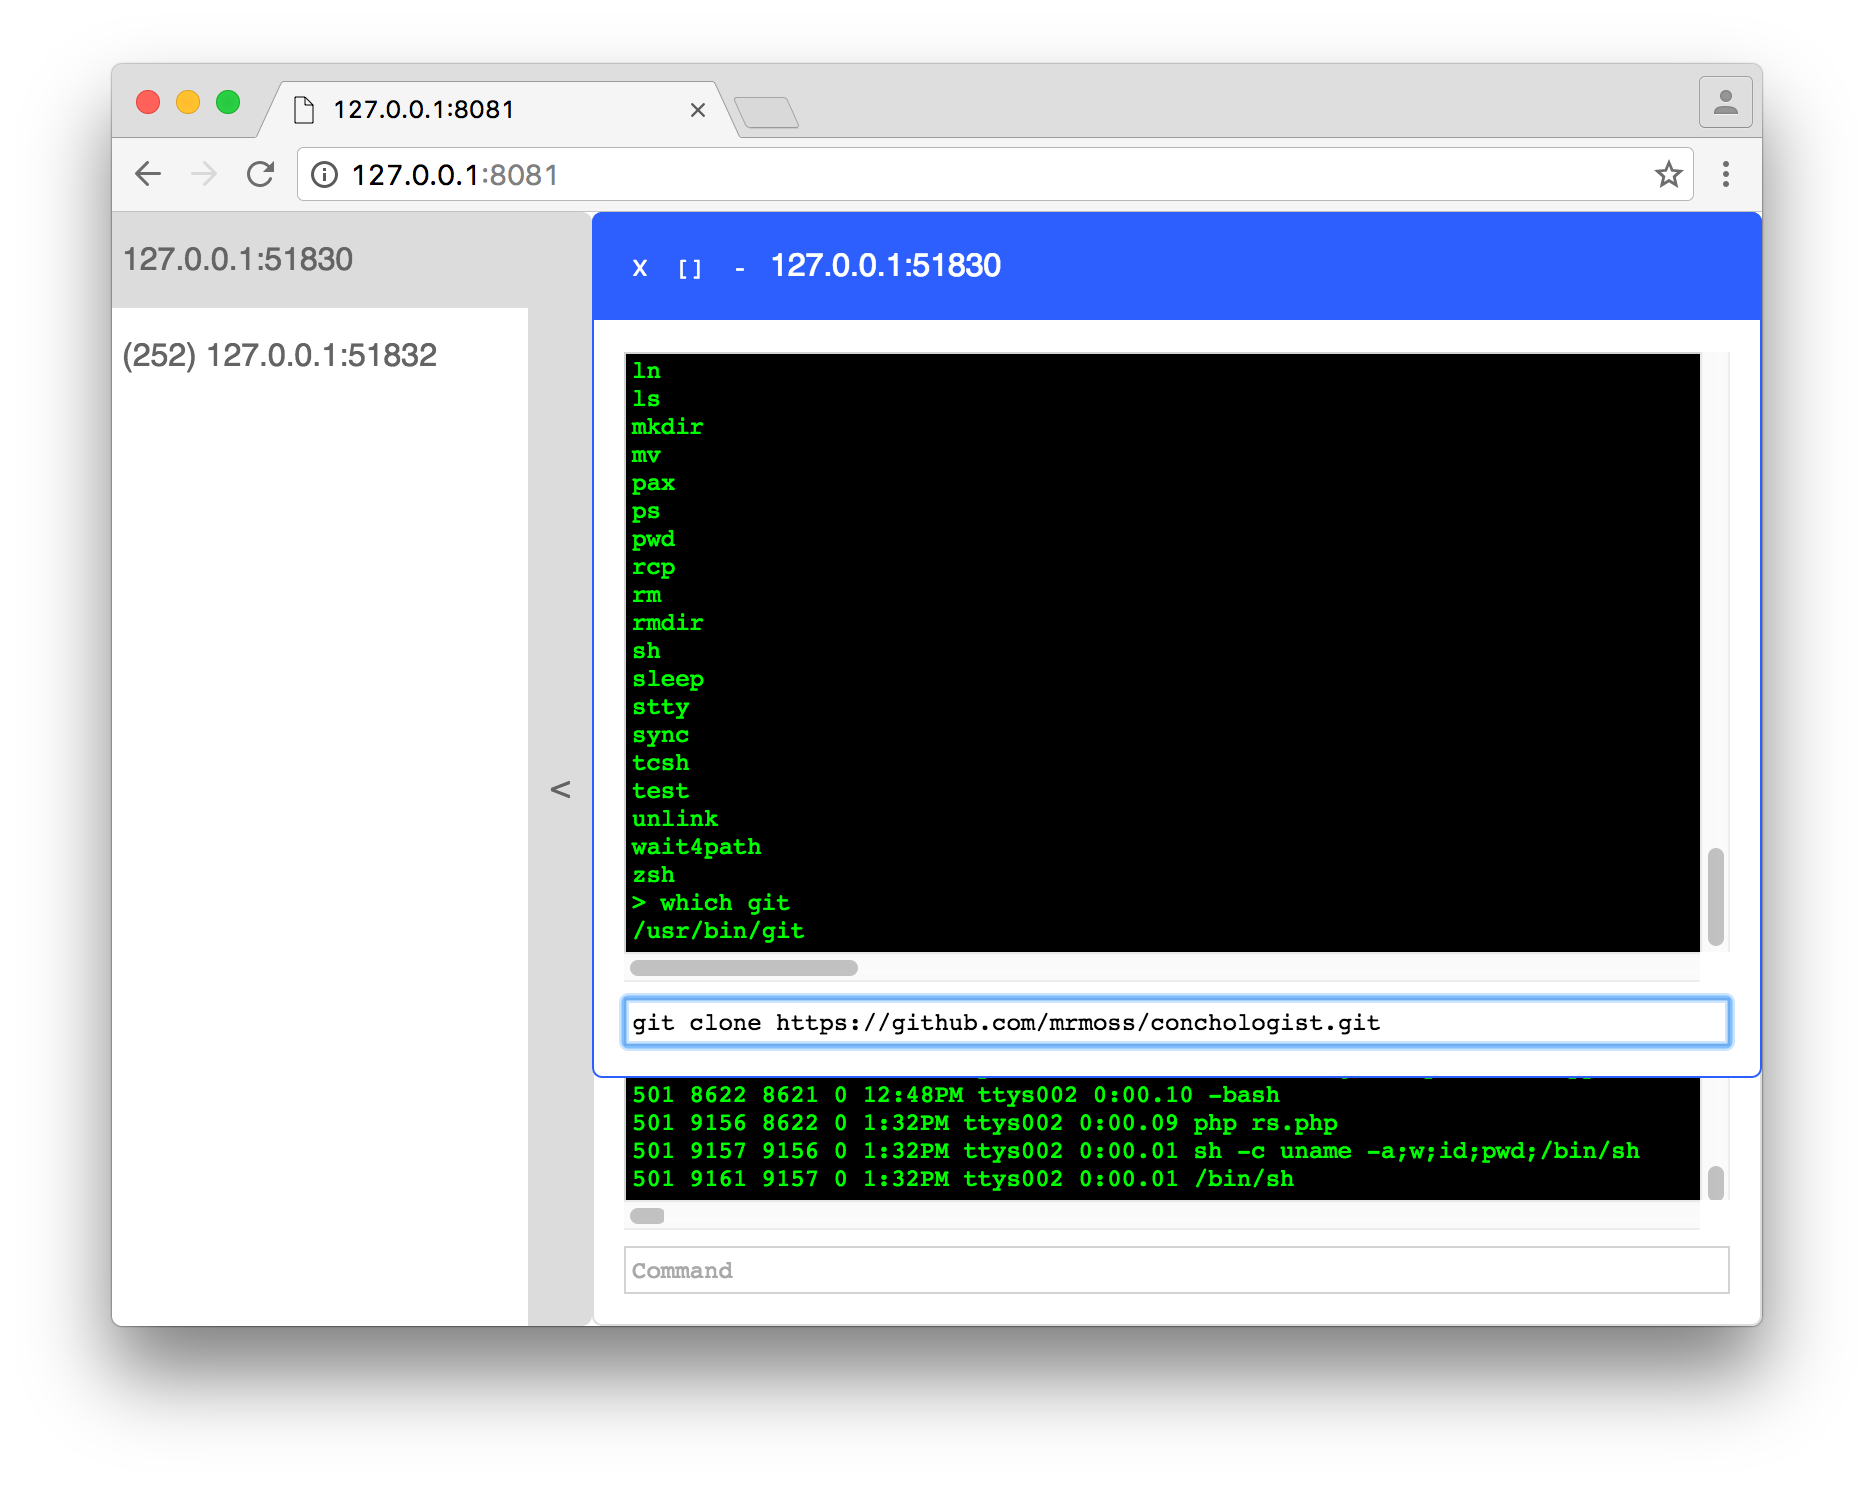 127.0.0.1:8081
127.0.0.1:8081
127.0.0.1:51830
(252) 127.0.0.1:51832
<
X [] - 127.0.0.1:51830
ln
ls
mkdir
mv
pax
ps
pwd
rcp
rm
rmdir
sh
sleep
stty
sync
tcsh
test
unlink
wait4path
zsh
> which git
/usr/bin/git
git clone https://github.com/mrmoss/conchologist.git
501 8622 8621 0 12:48PM ttys002 0:00.10 -bash
501 9156 8622 0 1:32PM ttys002 0:00.09 php rs.php
501 9157 9156 0 1:32PM ttys002 0:00.01 sh -c uname -a;w;id;pwd;/bin/sh
501 9161 9157 0 1:32PM ttys002 0:00.01 /bin/sh
Command